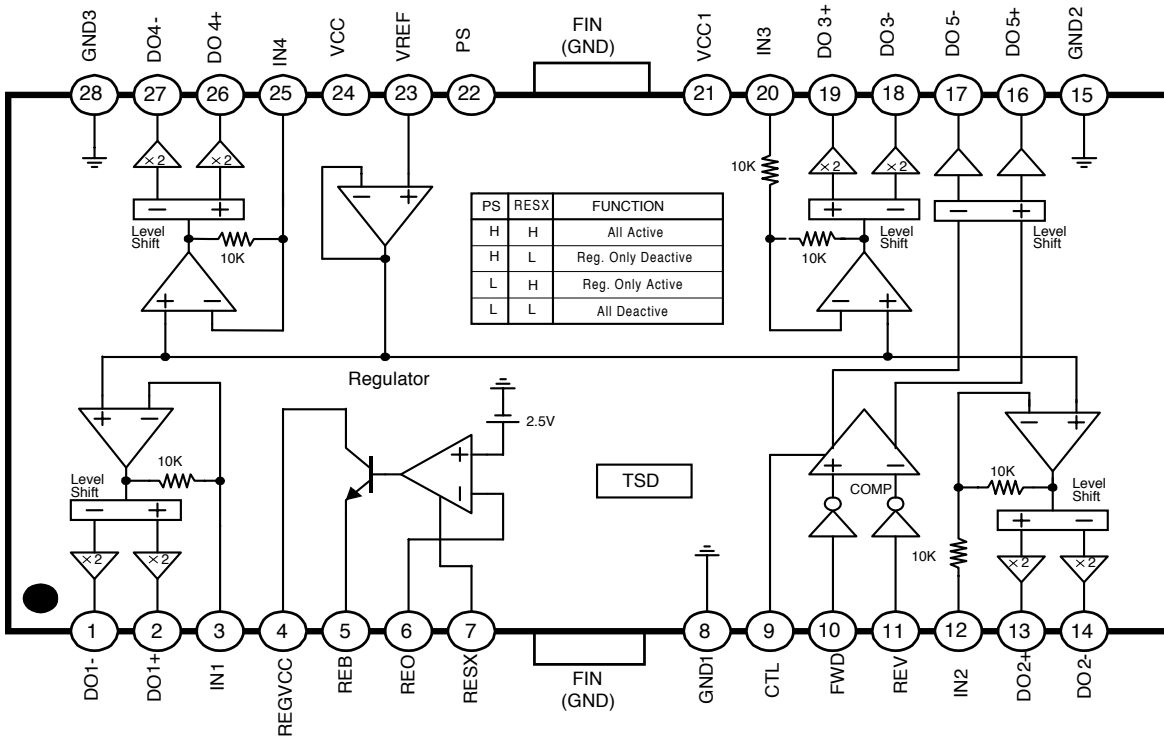 GND3
DO4-
DO 4+
IN4
VCC
VREF
PS
FIN
(GND)
VCC1
IN3
DO 3+
DO3-
DO 5-
DO5+
GND2
28
27
26
25
24
23
22
21
20
19
18
17
16
15
×2
×2
10K
×2
×2
− +
− +
+ −
− +
Level
Shift
10K
10K
Level
Shift
Level
Shift
+ −
− +
PS RESX FUNCTION
H H All Active
H L Reg. Only Deactive
L H Reg. Only Active
L L All Deactive
Regulator
+ −
2.5V
+
−
TSD
+ −
COMP
− +
10K
Level
Shift
− +
×2
×2
10K
10K
Level
Shift
+ −
×2
×2
1
2
3
4
5
6
7
8
9
10
11
12
13
14
DO1-
DO1+
IN1
REGVCC
REB
REO
RESX
FIN
(GND)
GND1
CTL
FWD
REV
IN2
DO2+
DO2-